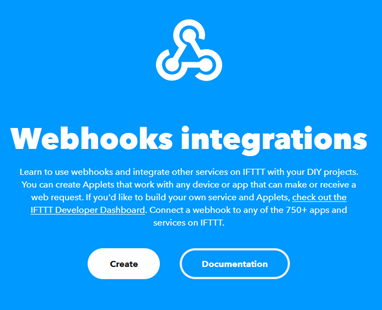 Webhooks integrations
Learn to use webhooks and integrate other services on IFTTT with your DIY projects.
You can create Applets that work with any device or app that can make or receive a
web request. If you'd like to build your own service and Applets, check out the
IFTTT Developer Dashboard. Connect a webhook to any of the 750+ apps and
services on IFTTT.
Create
Documentation